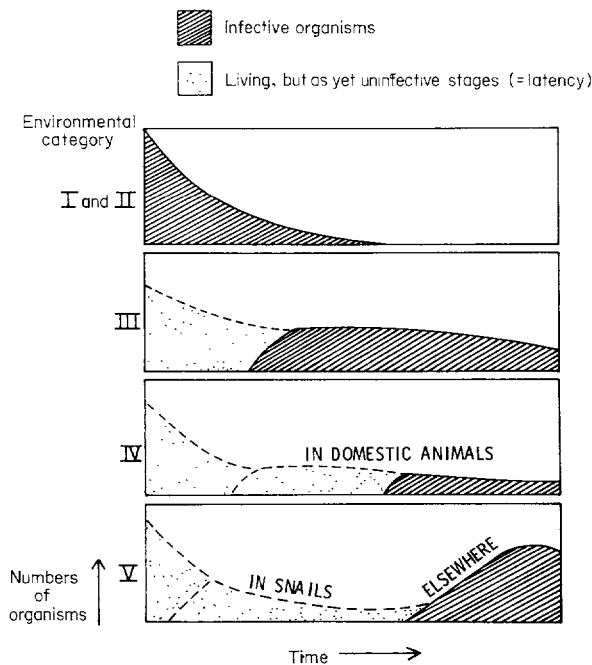 Infective organisms
Living, but as yet uninfective stages (=latency)
Environmental
category
I and II
III
IV
IN DOMESTIC ANIMALS
V
IN SNAILS
ELSEWHERE
Numbers
of
organisms
Time